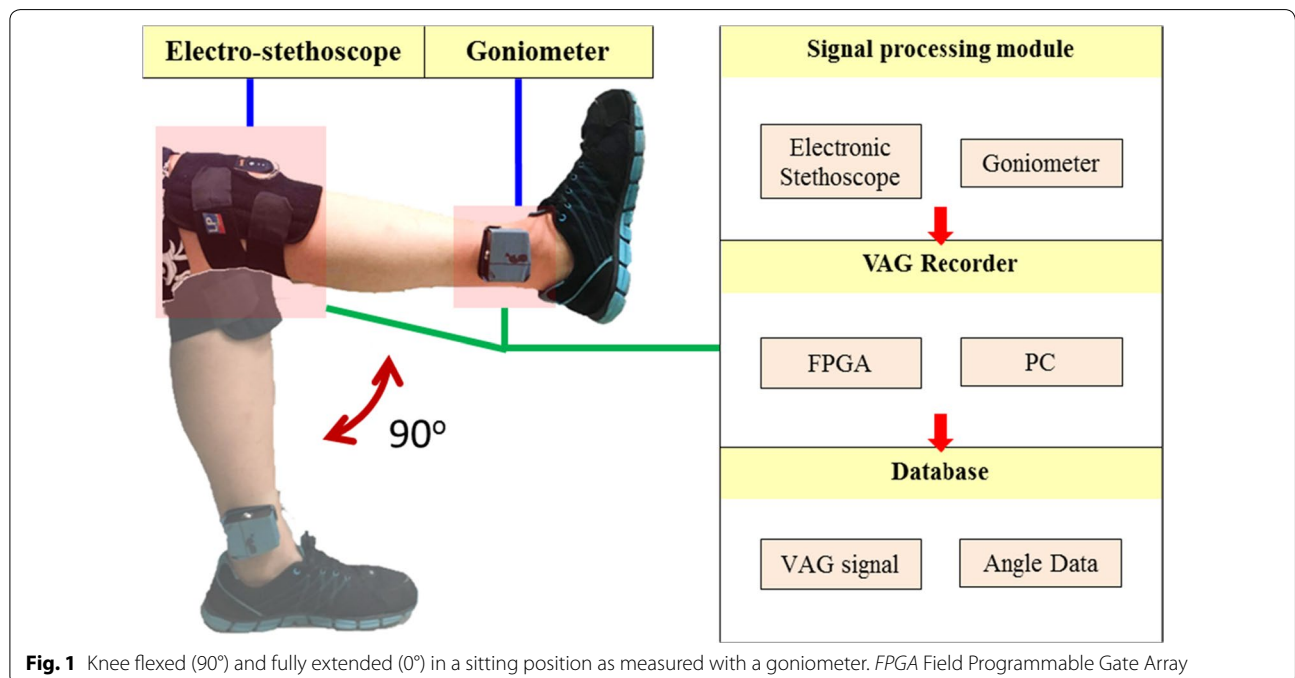 Electro-stethoscope
Goniometer
LP
90°
Signal processing module
Electronic
Stethoscope
Goniometer
VAG Recorder
FPGA
PC
Database
VAG signal
Angle Data
Fig. 1 Knee flexed (90°) and fully extended (0°) in a sitting position as measured with a goniometer. FPGA Field Programmable Gate Array